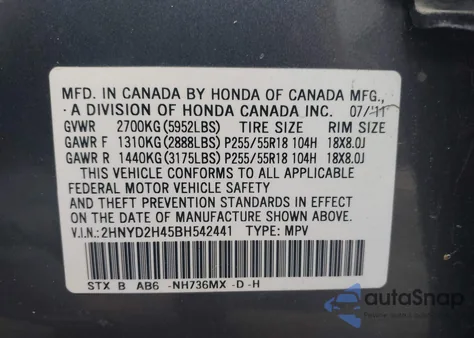 MFD. IN CANADA BY HONDA OF CANADA MFG.,
A DIVISION OF HONDA CANADA INC. 07/11
GVWR 2700KG(5952LBS) TIRE SIZE RIM SIZE
GAWR F 1310KG(2888LBS) P255/55R18 104H 18X8.0J
GAWR R 1440KG(3175LBS) P255/55R18 104H 18X8.0J
THIS VEHICLE CONFORMS TO ALL APPLICABLE
FEDERAL MOTOR VEHICLE SAFETY
AND THEFT PREVENTION STANDARDS IN EFFECT
ON THE DATE OF MANUFACTURE SHOWN ABOVE.
V.I.N.: 2HNYD2H45BH542441 TYPE: MPV
STX B AB6 -NH736MX -D -H
autoSnap
from stat.vin